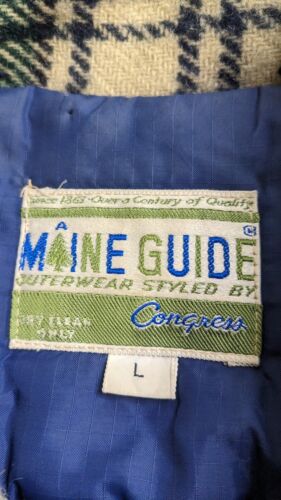 Since 1863 - Over a Century of Quality
A
MAINE GUIDE ®
OUTERWEAR STYLED BY
DRY CLEAN
ONLY
Congress
L